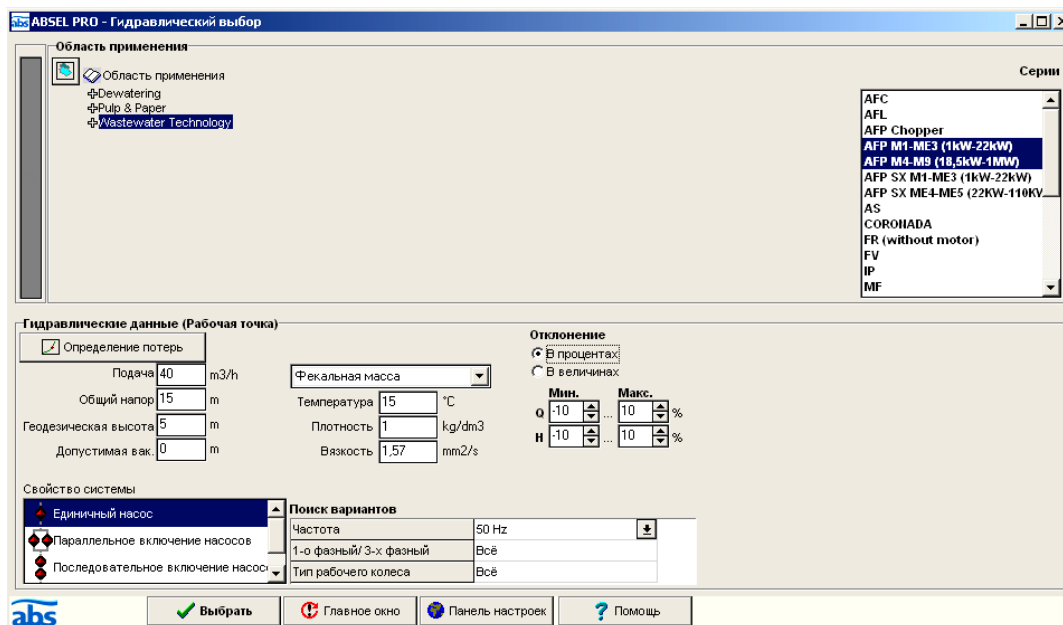 abs ABSEL PRO - Гидравлический выбор
Область применения
Область применения
Dewatering
Pulp & Paper
Wastewater Technology
Серии
AFC
AFL
AFP Chopper
AFP M1-ME3 (1kW-22kW)
AFP M4-M9 (18,5kW-1MW)
AFP SX M1-ME3 (1kW-22kW)
AFP SX ME4-ME5 (22KW-110KV
AS
CORONADA
FR (without motor)
FV
IP
MF
Гидравлические данные (Рабочая точка)
Определение потерь
Подача 40 m3/h
Общий напор 15 m
Геодезическая высота 5 m
Допустимая вак. 0 m
Фекальная масса
Температура 15 °C
Плотность 1 kg/dm3
Вязкость 1,57 mm2/s
Отклонение
В процентах
В величинах
Мин. Макс.
Q -10 ... 10 %
H -10 ... 10 %
Свойство системы
Единичный насос
Параллельное включение насосов
Последовательное включение насос
Поиск вариантов
Частота 50 Hz
1-о фазный/ 3-х фазный Всё
Тип рабочего колеса Всё
abs
Выбрать
Главное окно
Панель настроек
Помощь